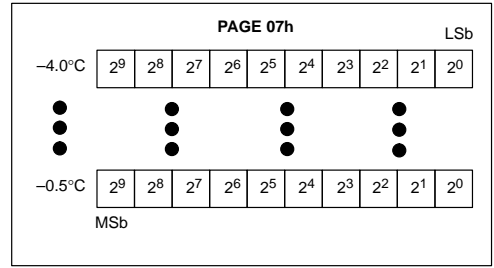 PAGE 07h
LSb
–4.0°C 2⁹ 2⁸ 2⁷ 2⁶ 2⁵ 2⁴ 2³ 2² 2¹ 2⁰
–0.5°C 2⁹ 2⁸ 2⁷ 2⁶ 2⁵ 2⁴ 2³ 2² 2¹ 2⁰
MSb